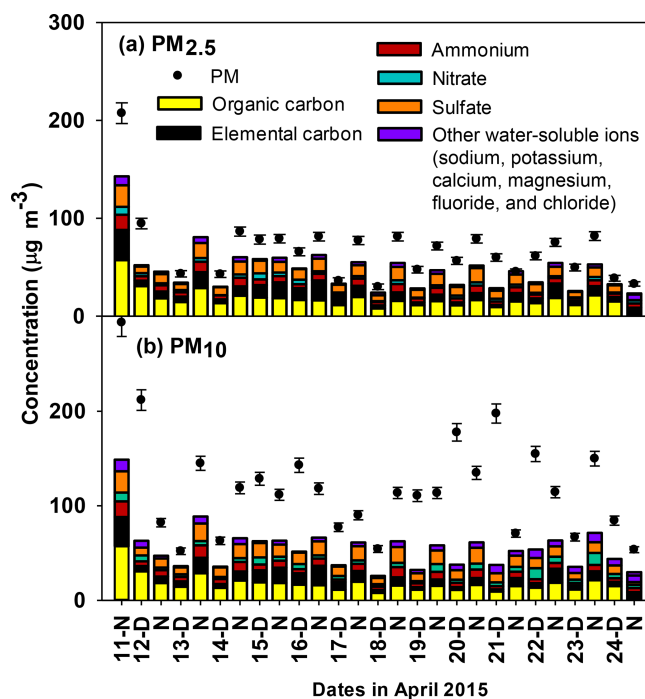 300
(a) PM2.5
PM
Organic carbon
Elemental carbon
Ammonium
Nitrate
Sulfate
Other water-soluble ions
(sodium, potassium,
calcium, magnesium,
fluoride, and chloride)
200
100
0
Concentration (µg m-3)
(b) PM10
200
100
0
11-N
12-D
N
13-D
N
14-D
N
15-D
N
16-D
N
17-D
N
18-D
N
19-D
N
20-D
N
21-D
N
22-D
N
23-D
N
24-D
N
Dates in April 2015